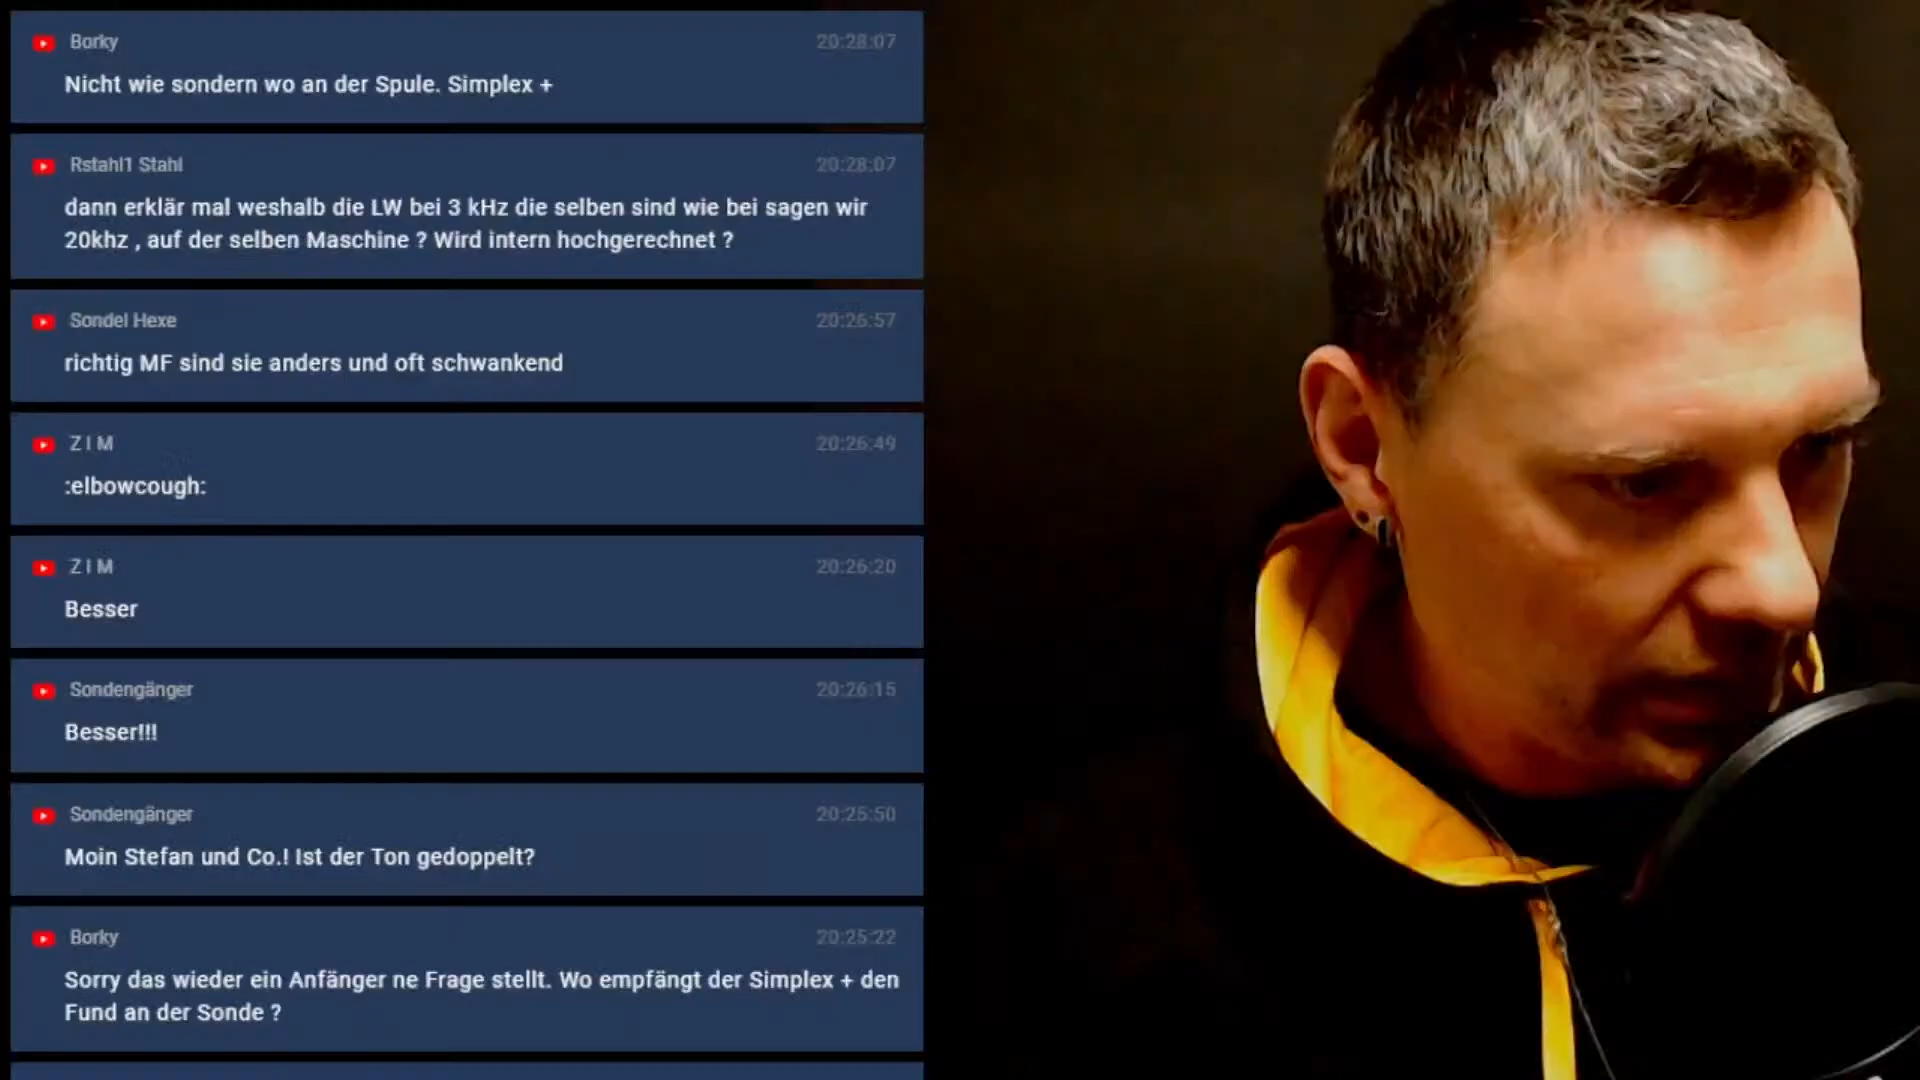 Borky 20:28:07
Nicht wie sondern wo an der Spule. Simplex +
Rstahl1 Stahl 20:28:07
dann erklär mal weshalb die LW bei 3 kHz die selben sind wie bei sagen wir
20khz , auf der selben Maschine ? Wird intern hochgerechnet ?
Sondel Hexe 20:26:57
richtig MF sind sie anders und oft schwankend
Z I M 20:26:49
:elbowcough:
Z I M 20:26:20
Besser
Sondengänger 20:26:15
Besser!!!
Sondengänger 20:25:50
Moin Stefan und Co.! Ist der Ton gedoppelt?
Borky 20:25:22
Sorry das wieder ein Anfänger ne Frage stellt. Wo empfängt der Simplex + den
Fund an der Sonde ?